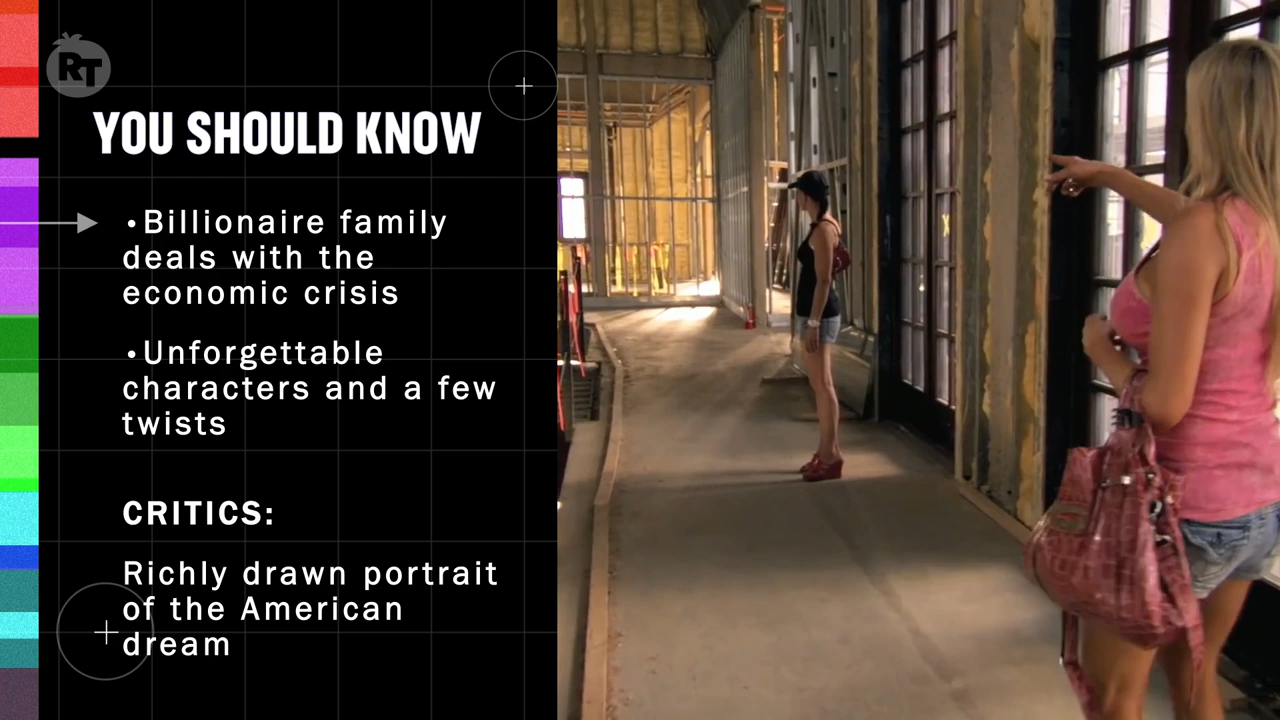 RT
YOU SHOULD KNOW
•Billionaire family
deals with the
economic crisis
•Unforgettable
characters and a few
twists
CRITICS:
Richly drawn portrait
of the American
dream